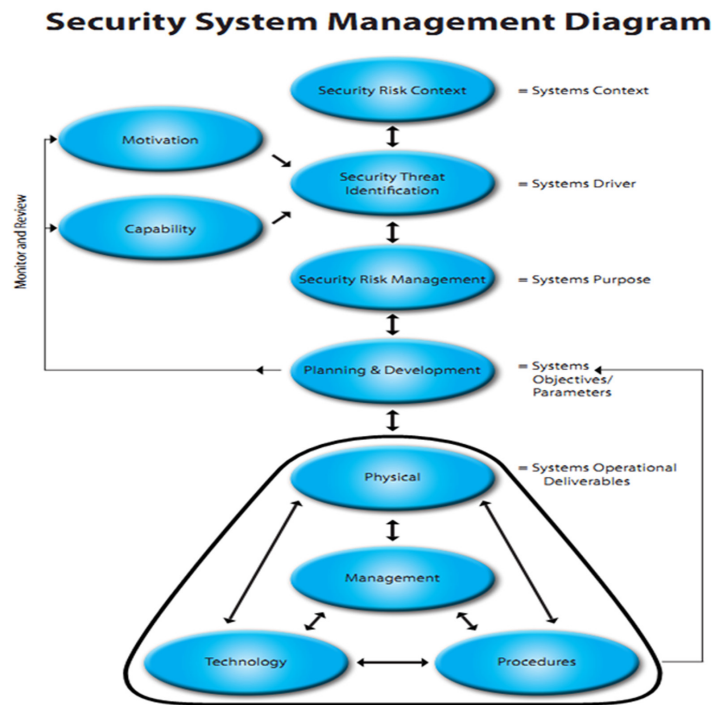 Security System Management Diagram
Security Risk Context
= Systems Context
Motivation
Security Threat
Identification
= Systems Driver
Capability
Monitor and Review
Security Risk Management
= Systems Purpose
Planning & Development
= Systems
Objectives/
Parameters
Physical
= Systems Operational
Deliverables
Management
Technology
Procedures